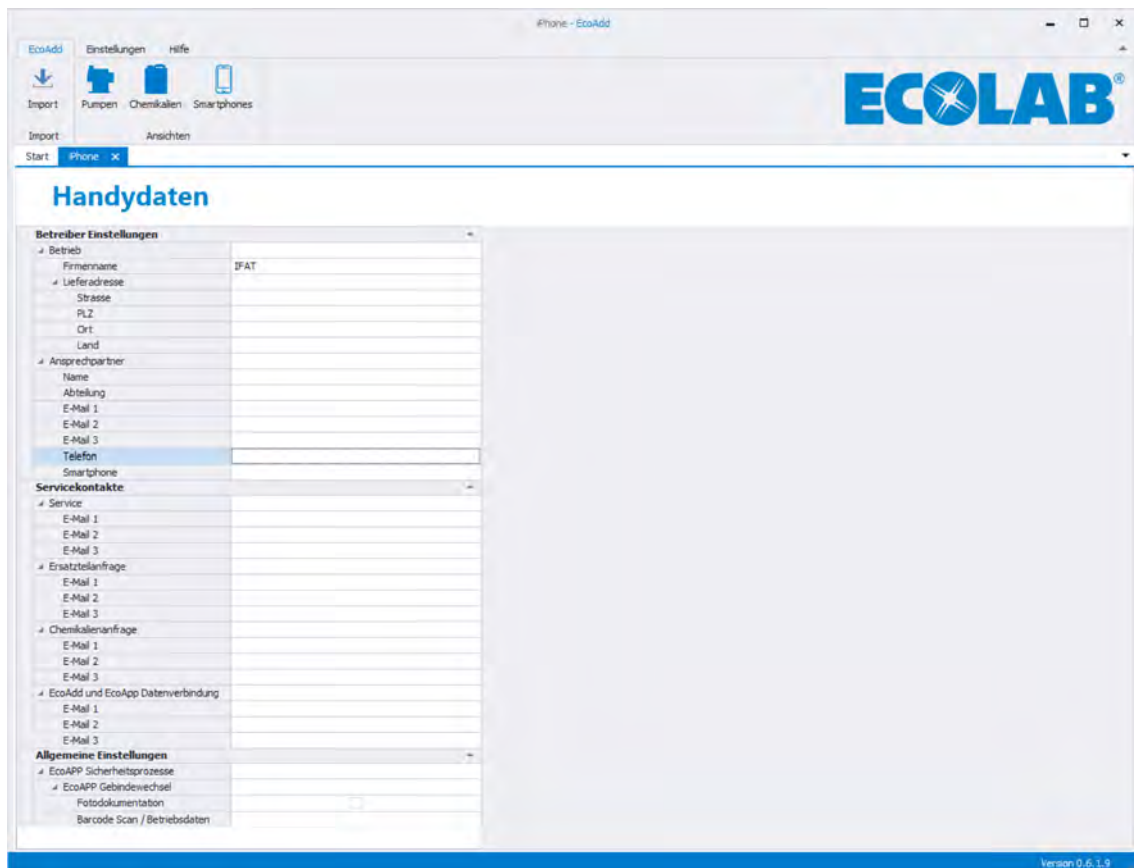 iPhone - EcoAdd
EcoAdd Einstellungen Hilfe
Import Pumpen Chemikalien Smartphones
Import Ansichten
ECOLAB®
Start iPhone
Handydaten
Betreiber Einstellungen
Betrieb
Firmenname IFAT
Lieferadresse
Strasse
PLZ
Ort
Land
Ansprechpartner
Name
Abteilung
E-Mail 1
E-Mail 2
E-Mail 3
Telefon
Smartphone
Servicekontakte
Service
E-Mail 1
E-Mail 2
E-Mail 3
Ersatzteilanfrage
E-Mail 1
E-Mail 2
E-Mail 3
Chemikalienanfrage
E-Mail 1
E-Mail 2
E-Mail 3
EcoAdd und EcoApp Datenverbindung
E-Mail 1
E-Mail 2
E-Mail 3
Allgemeine Einstellungen
EcoAPP Sicherheitsprozesse
EcoAPP Gebindewechsel
Fotodokumentation
Barcode Scan / Betriebsdaten
Version 0.6.1.9